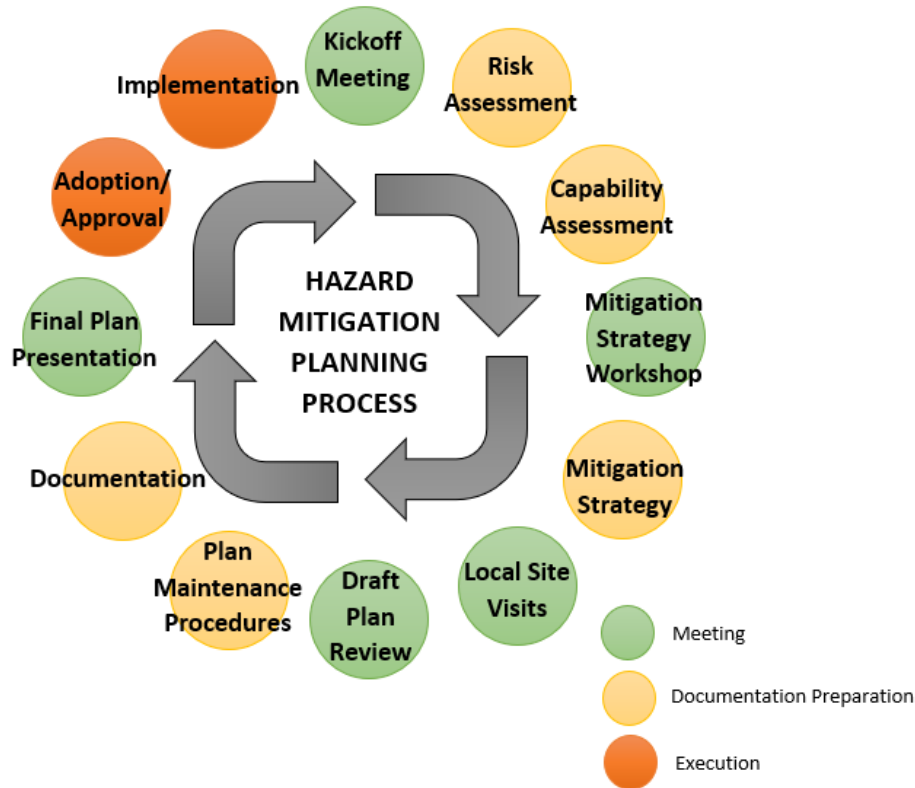 Kickoff
Meeting
Risk
Assessment
Capability
Assessment
Mitigation
Strategy
Workshop
Mitigation
Strategy
Local Site
Visits
Draft
Plan
Review
Plan
Maintenance
Procedures
Documentation
Final Plan
Presentation
Adoption/
Approval
Implementation
HAZARD
MITIGATION
PLANNING
PROCESS
Meeting
Documentation Preparation
Execution